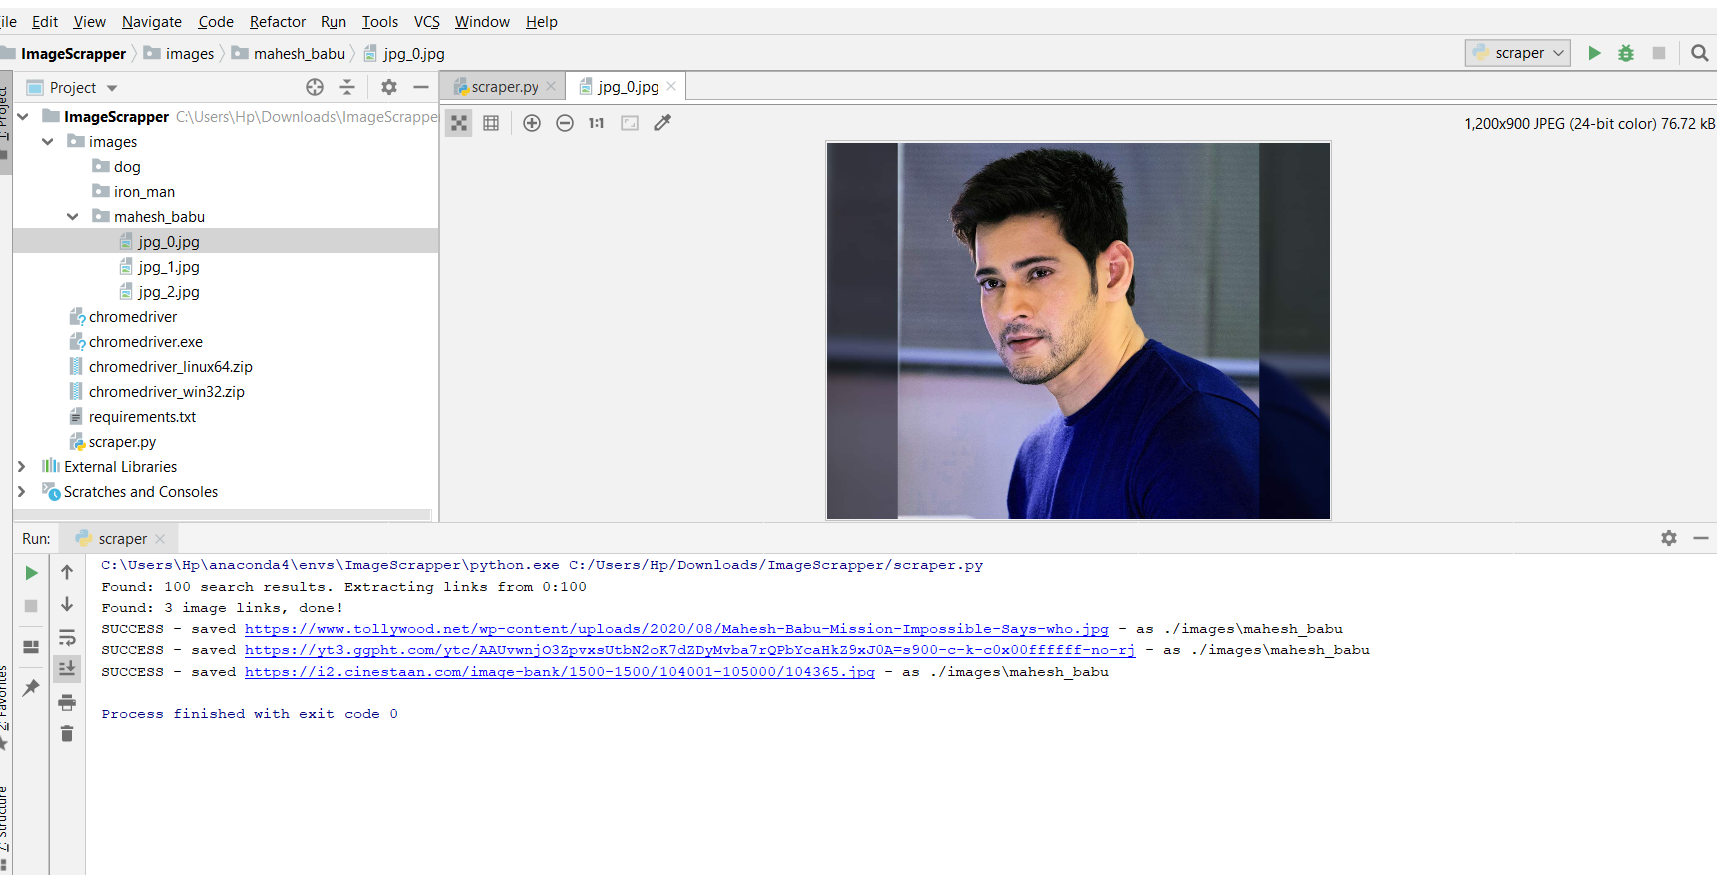 ile Edit View Navigate Code Refactor Run Tools VCS Window Help
ImageScrapper images mahesh_babu jpg_0.jpg scraper
Project scraper.py jpg_0.jpg
1: Project
ImageScrapper C:\Users\Hp\Downloads\ImageScrappe
1:1 1,200x900 JPEG (24-bit color) 76.72 kB
images
dog
iron_man
mahesh_babu
jpg_0.jpg
jpg_1.jpg
jpg_2.jpg
chromedriver
chromedriver.exe
chromedriver_linux64.zip
chromedriver_win32.zip
requirements.txt
scraper.py
External Libraries
Scratches and Consoles
Run: scraper
C:\Users\Hp\anaconda4\envs\ImageScrapper\python.exe C:/Users/Hp/Downloads/ImageScrapper/scraper.py
Found: 100 search results. Extracting links from 0:100
Found: 3 image links, done!
SUCCESS - saved https://www.tollywood.net/wp-content/uploads/2020/08/Mahesh-Babu-Mission-Impossible-Says-who.jpg - as ./images\mahesh_babu
SUCCESS - saved https://yt3.ggpht.com/ytc/AAUvwnjO3ZpvxsUtbN2oK7dZDyMvba7rQPbYcaHkZ9xJ0A=s900-c-k-c0x00ffffff-no-rj - as ./images\mahesh_babu
SUCCESS - saved https://i2.cinestaan.com/image-bank/1500-1500/104001-105000/104365.jpg - as ./images\mahesh_babu
Process finished with exit code 0
2: Favorites
7: Structure